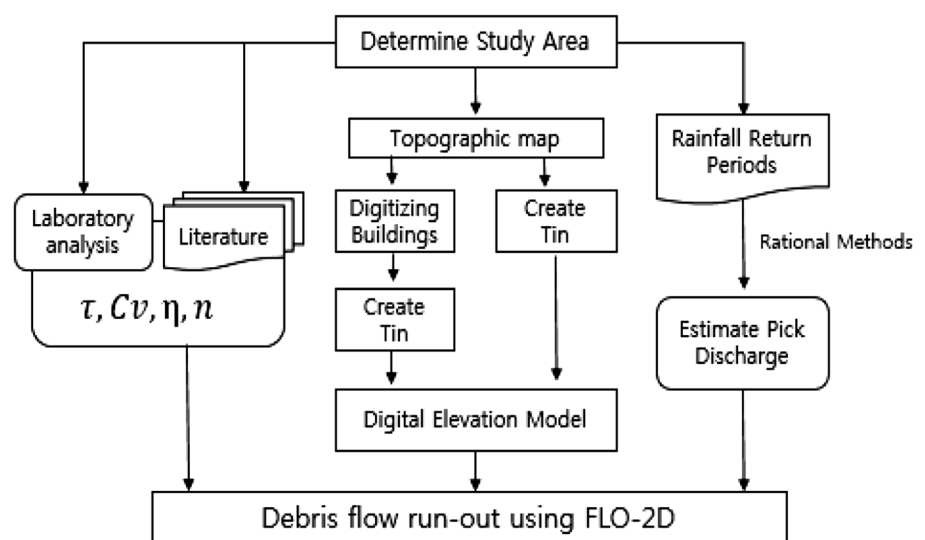 Determine Study Area
Topographic map
Rainfall Return
Periods
Laboratory
analysis
Literature
Digitizing
Buildings
Create
Tin
Rational Methods
τ, Cv, η, n
Create
Tin
Estimate Pick
Discharge
Digital Elevation Model
Debris flow run-out using FLO-2D